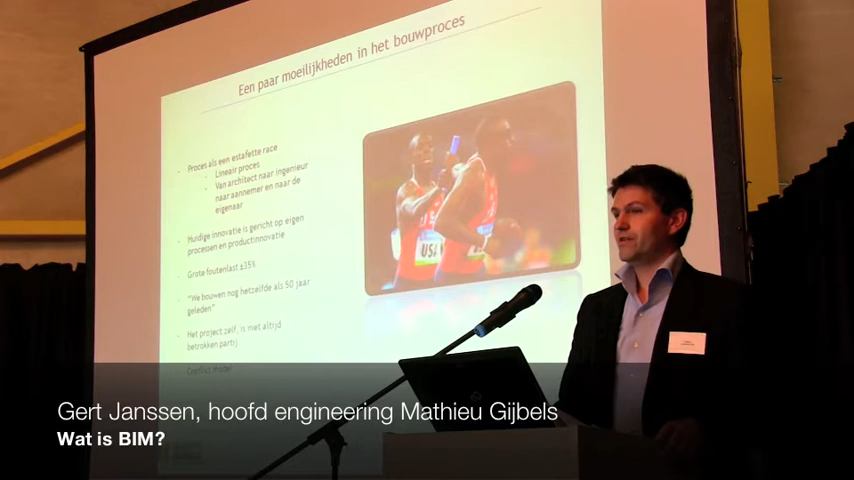 Een paar moeilijkheden in het bouwproces
Proces als een estafette race
Lineair proces
Van architect naar ingenieur
naar aannemer en naar de
eigenaar
Huidige innovatie is gericht op eigen
processen en productinnovatie
Grote foutenlast ±35%
"We bouwen nog hetzelfde als 50 jaar
geleden"
Het project zelf, is niet altijd
betrokken partij
Conflict model
USA
Gert Janssen, hoofd engineering Mathieu Gijbels
Wat is BIM?